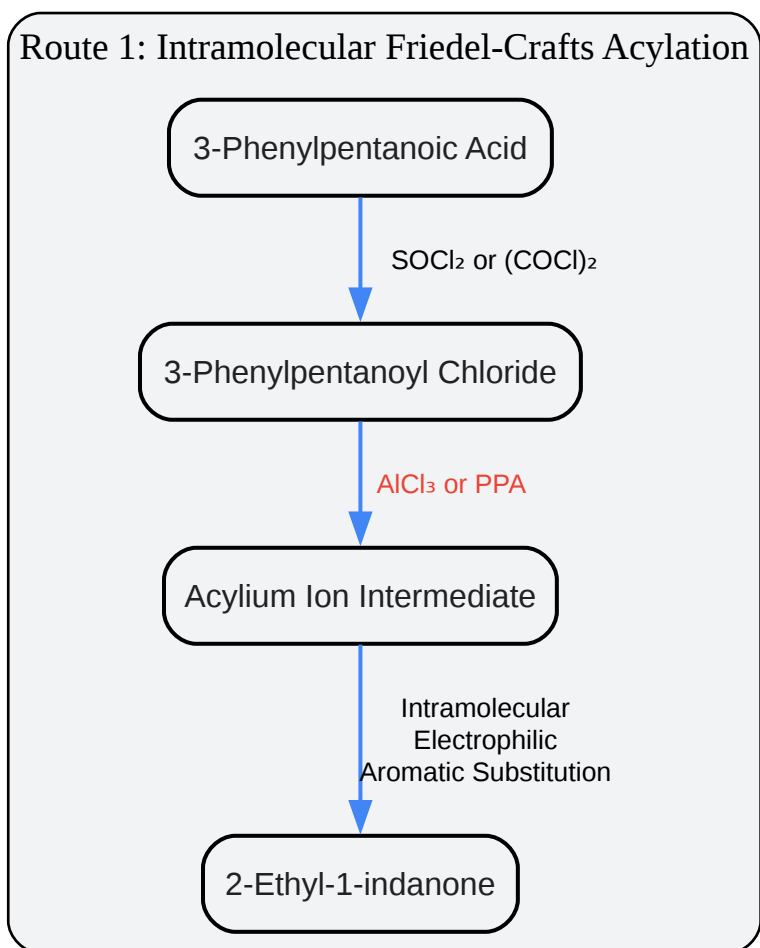 Route 1: Intramolecular Friedel-Crafts Acylation
3-Phenylpentanoic Acid
SOCl₂ or (COCl)₂
3-Phenylpentanoyl Chloride
AlCl₃ or PPA
Acylium Ion Intermediate
Intramolecular
Electrophilic
Aromatic Substitution
2-Ethyl-1-indanone